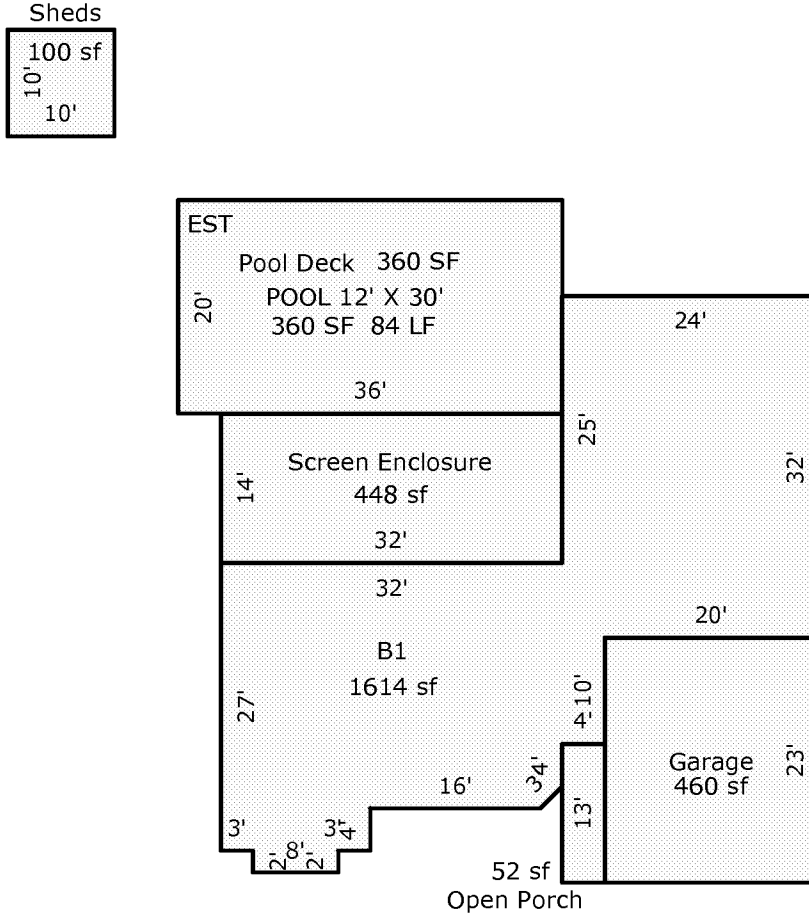 Sheds
100 sf
10'
10'
EST
Pool Deck 360 SF
POOL 12' X 30'
360 SF 84 LF
20'
36'
24'
25'
32'
Screen Enclosure
448 sf
14'
32'
32'
B1
1614 sf
27'
20'
10'
4'
Garage
460 sf
23'
13'
16'
3'
4'
3'
8'
2'
2'
3'
4'
52 sf
Open Porch